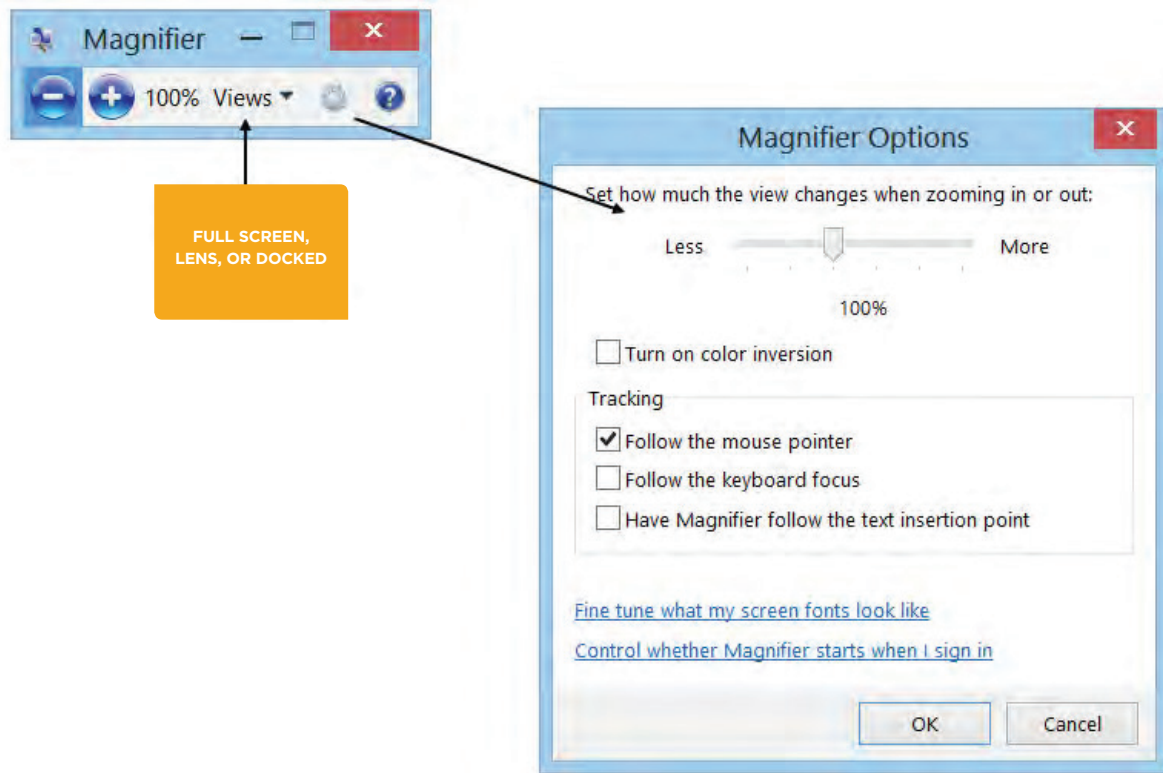 Magnifier
100% Views
FULL SCREEN,
LENS, OR DOCKED
Magnifier Options
Set how much the view changes when zooming in or out:
Less More
100%
Turn on color inversion
Tracking
Follow the mouse pointer
Follow the keyboard focus
Have Magnifier follow the text insertion point
Fine tune what my screen fonts look like
Control whether Magnifier starts when I sign in
OK Cancel